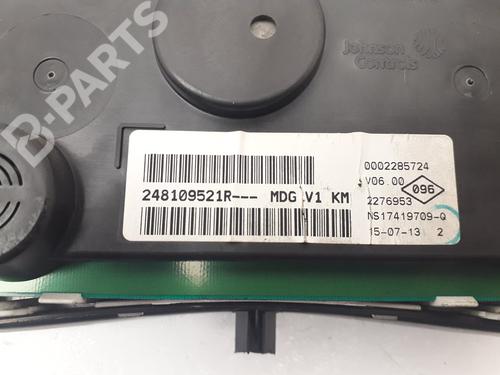 B-PARTS
Johnson
Controls
0002285724
V06.00
096
248109521R--- MDG V1 KM
2276953
NS17419709-Q
15-07-13 2